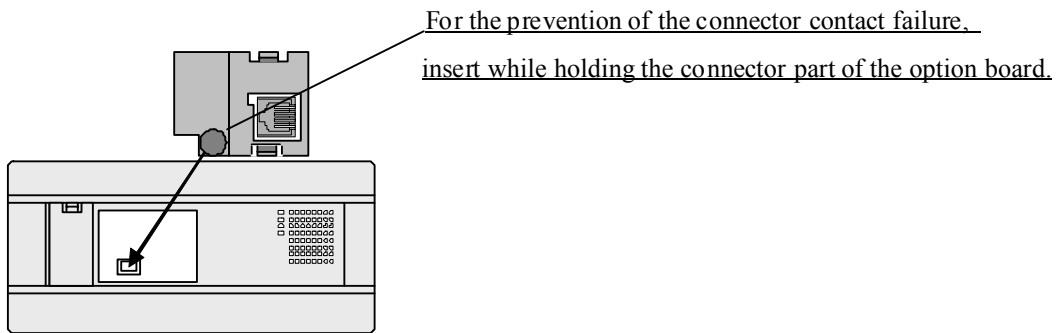 For the prevention of the connector contact failure,
insert while holding the connector part of the option board.